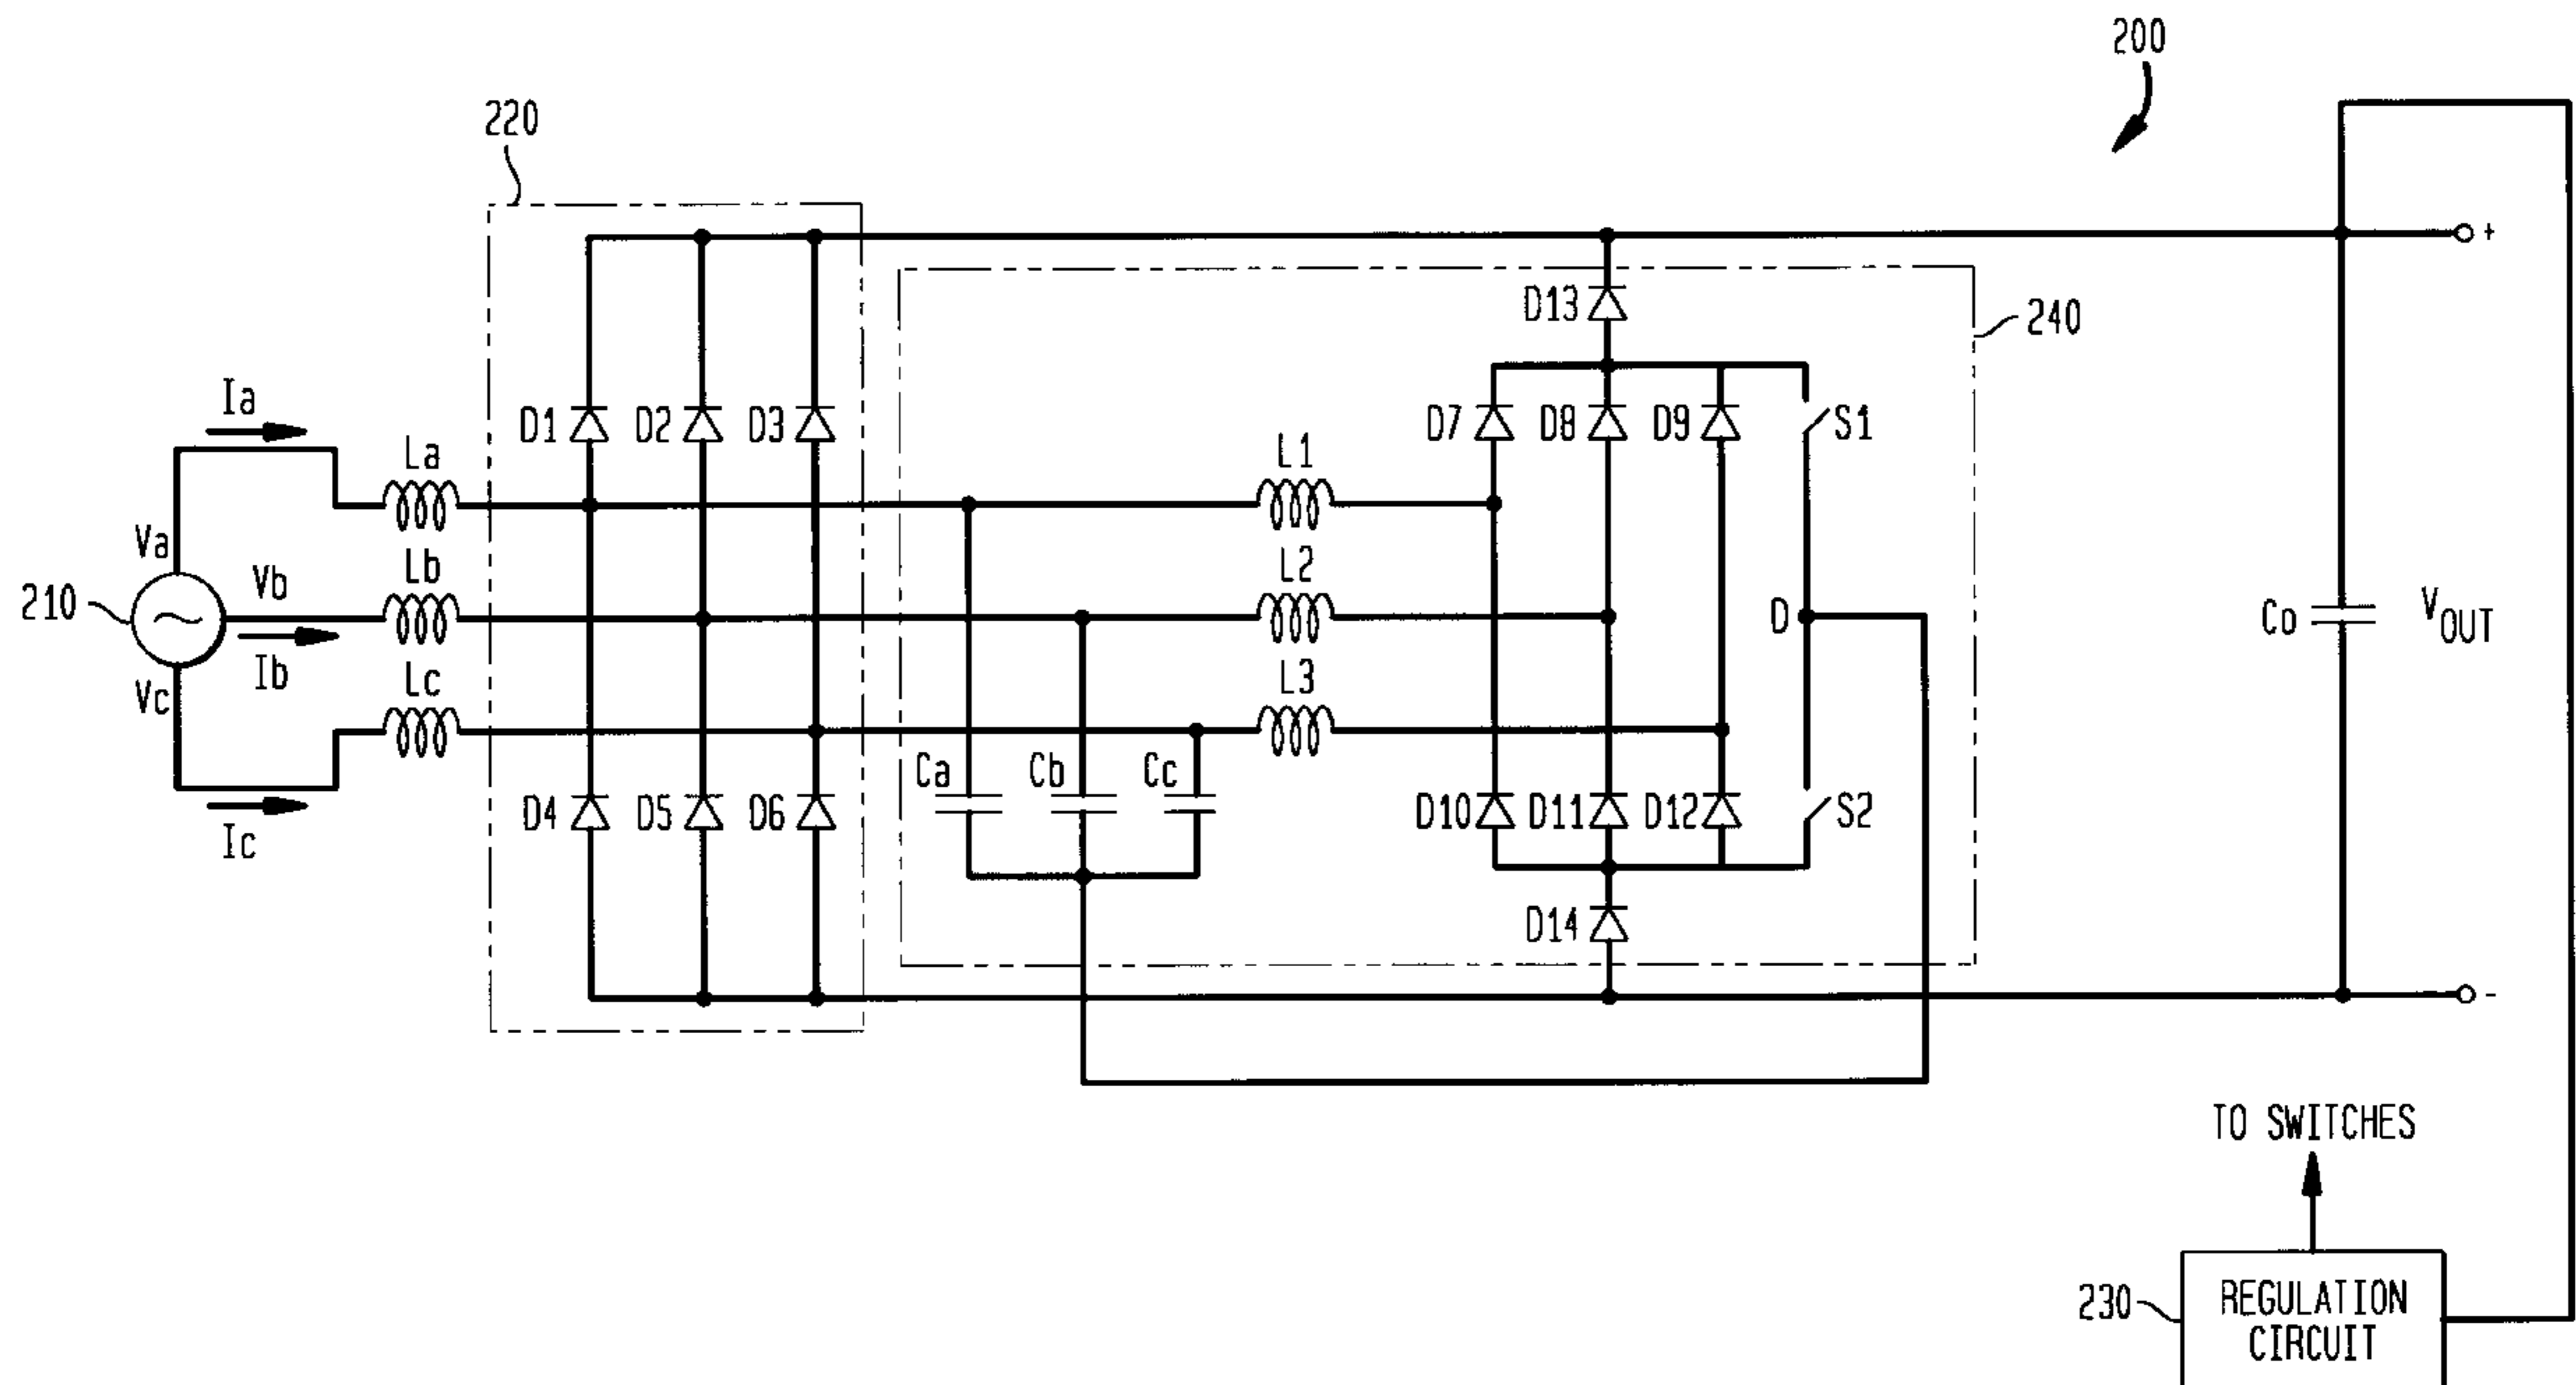 200
220
+
D13
240
Ia
D1
D2
D3
D7
D8
D9
S1
La
L1
Va
Vb
Lb
L2
210
D
Co
VOUT
Ib
Lc
L3
Vc
Ca
Cb
Cc
D4
D5
D6
D10
D11
D12
S2
Ic
D14
-
TO SWITCHES
230
REGULATION
CIRCUIT